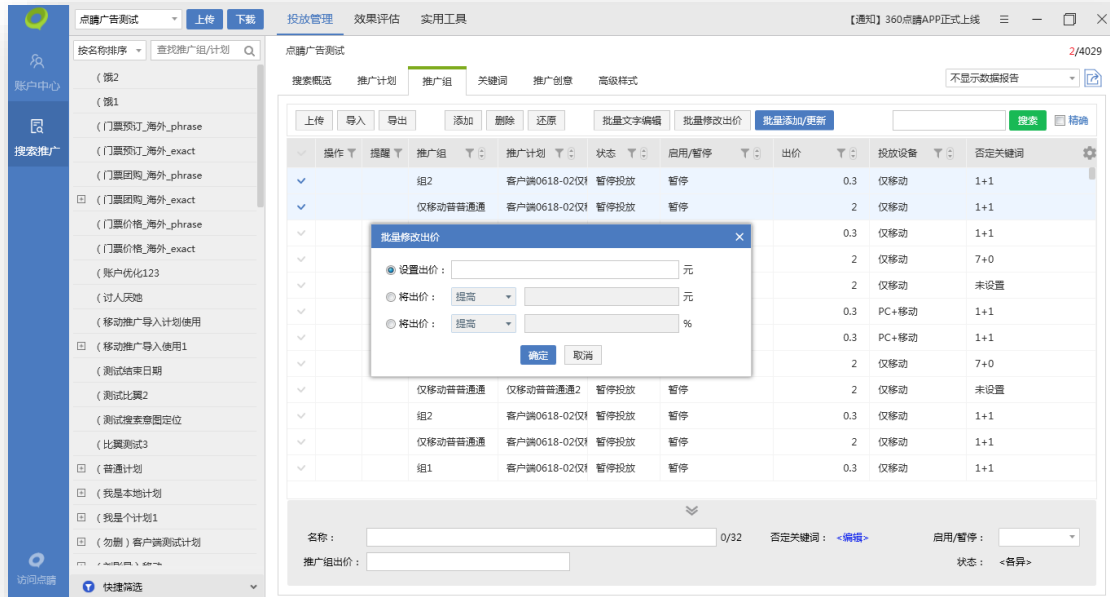 点睛广告测试 上传 下载 投放管理 效果评估 实用工具 【通知】360点睛APP正式上线
按名称排序 查找推广组/计划 点睛广告测试 2/4029
账户中心
搜索推广
访问点睛
( 饿2
( 饿1
( 门票预订_海外_phrase
( 门票预订_海外_exact
( 门票团购_海外_phrase
( 门票团购_海外_exact
( 门票价格_海外_phrase
( 门票价格_海外_exact
( 账户优化123
( 讨人厌她
( 移动推广导入计划使用
( 移动推广导入使用1
( 测试结束日期
( 测试比翼2
( 测试搜索意图定位
( 比翼测试3
( 普通计划
( 我是本地计划
( 我是个计划1
( 勿删 ) 客户端测试计划
快捷筛选
搜索概览 推广计划 推广组 关键词 推广创意 高级样式 不显示数据报告
上传 导入 导出 添加 删除 还原 批量文字编辑 批量修改出价 批量添加/更新 搜索 精确
操作 提醒 推广组 推广计划 状态 启用/暂停 出价 投放设备 否定关键词
组2 客户端0618-02仅 暂停投放 暂停 0.3 仅移动 1+1
仅移动普普通通 客户端0618-02仅 暂停投放 暂停 2 仅移动 1+1
0.3 仅移动 1+1
2 仅移动 7+0
2 仅移动 未设置
0.3 PC+移动 1+1
0.3 PC+移动 1+1
2 仅移动 7+0
批量修改出价
设置出价： 元
将出价： 提高 元
将出价： 提高 %
确定 取消
仅移动普普通通 仅移动普普通通2 暂停投放 暂停 2 仅移动 未设置
组2 客户端0618-02仅 暂停投放 暂停 0.3 仅移动 1+1
仅移动普普通通 客户端0618-02仅 暂停投放 暂停 2 仅移动 1+1
组1 客户端0618-02仅 暂停投放 暂停 0.3 仅移动 1+1
名称： 0/32 否定关键词： <编辑> 启用/暂停：
推广组出价： 状态： <各异>